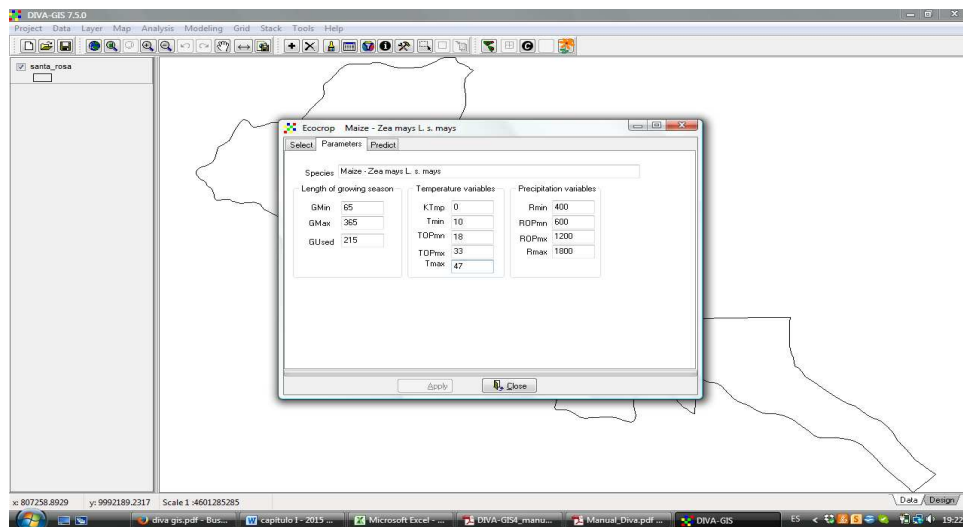 DIVA-GIS 7.5.0
Project Data Layer Map Analysis Modeling Grid Stack Tools Help
santa_rosa
Ecocrop Maize - Zea mays L. s. mays
Select Parameters Predict
Species Maize - Zea mays L. s. mays
Length of growing season
GMin 65
GMax 365
GUsed 215
Temperature variables
KTmp 0
Tmin 10
TOPmn 18
TOPmx 33
Tmax 47
Precipitation variables
Rmin 400
ROPmn 600
ROPmx 1200
Rmax 1800
Apply Close
Data Design
x: 807258.8929 y: 9992189.2317 Scale 1 :4601285285
diva gis.pdf - Bus... capitulo I - 2015 ... Microsoft Excel - ... DIVA-GIS4_manu... Manual_Diva.pdf ... DIVA-GIS ES 19:22